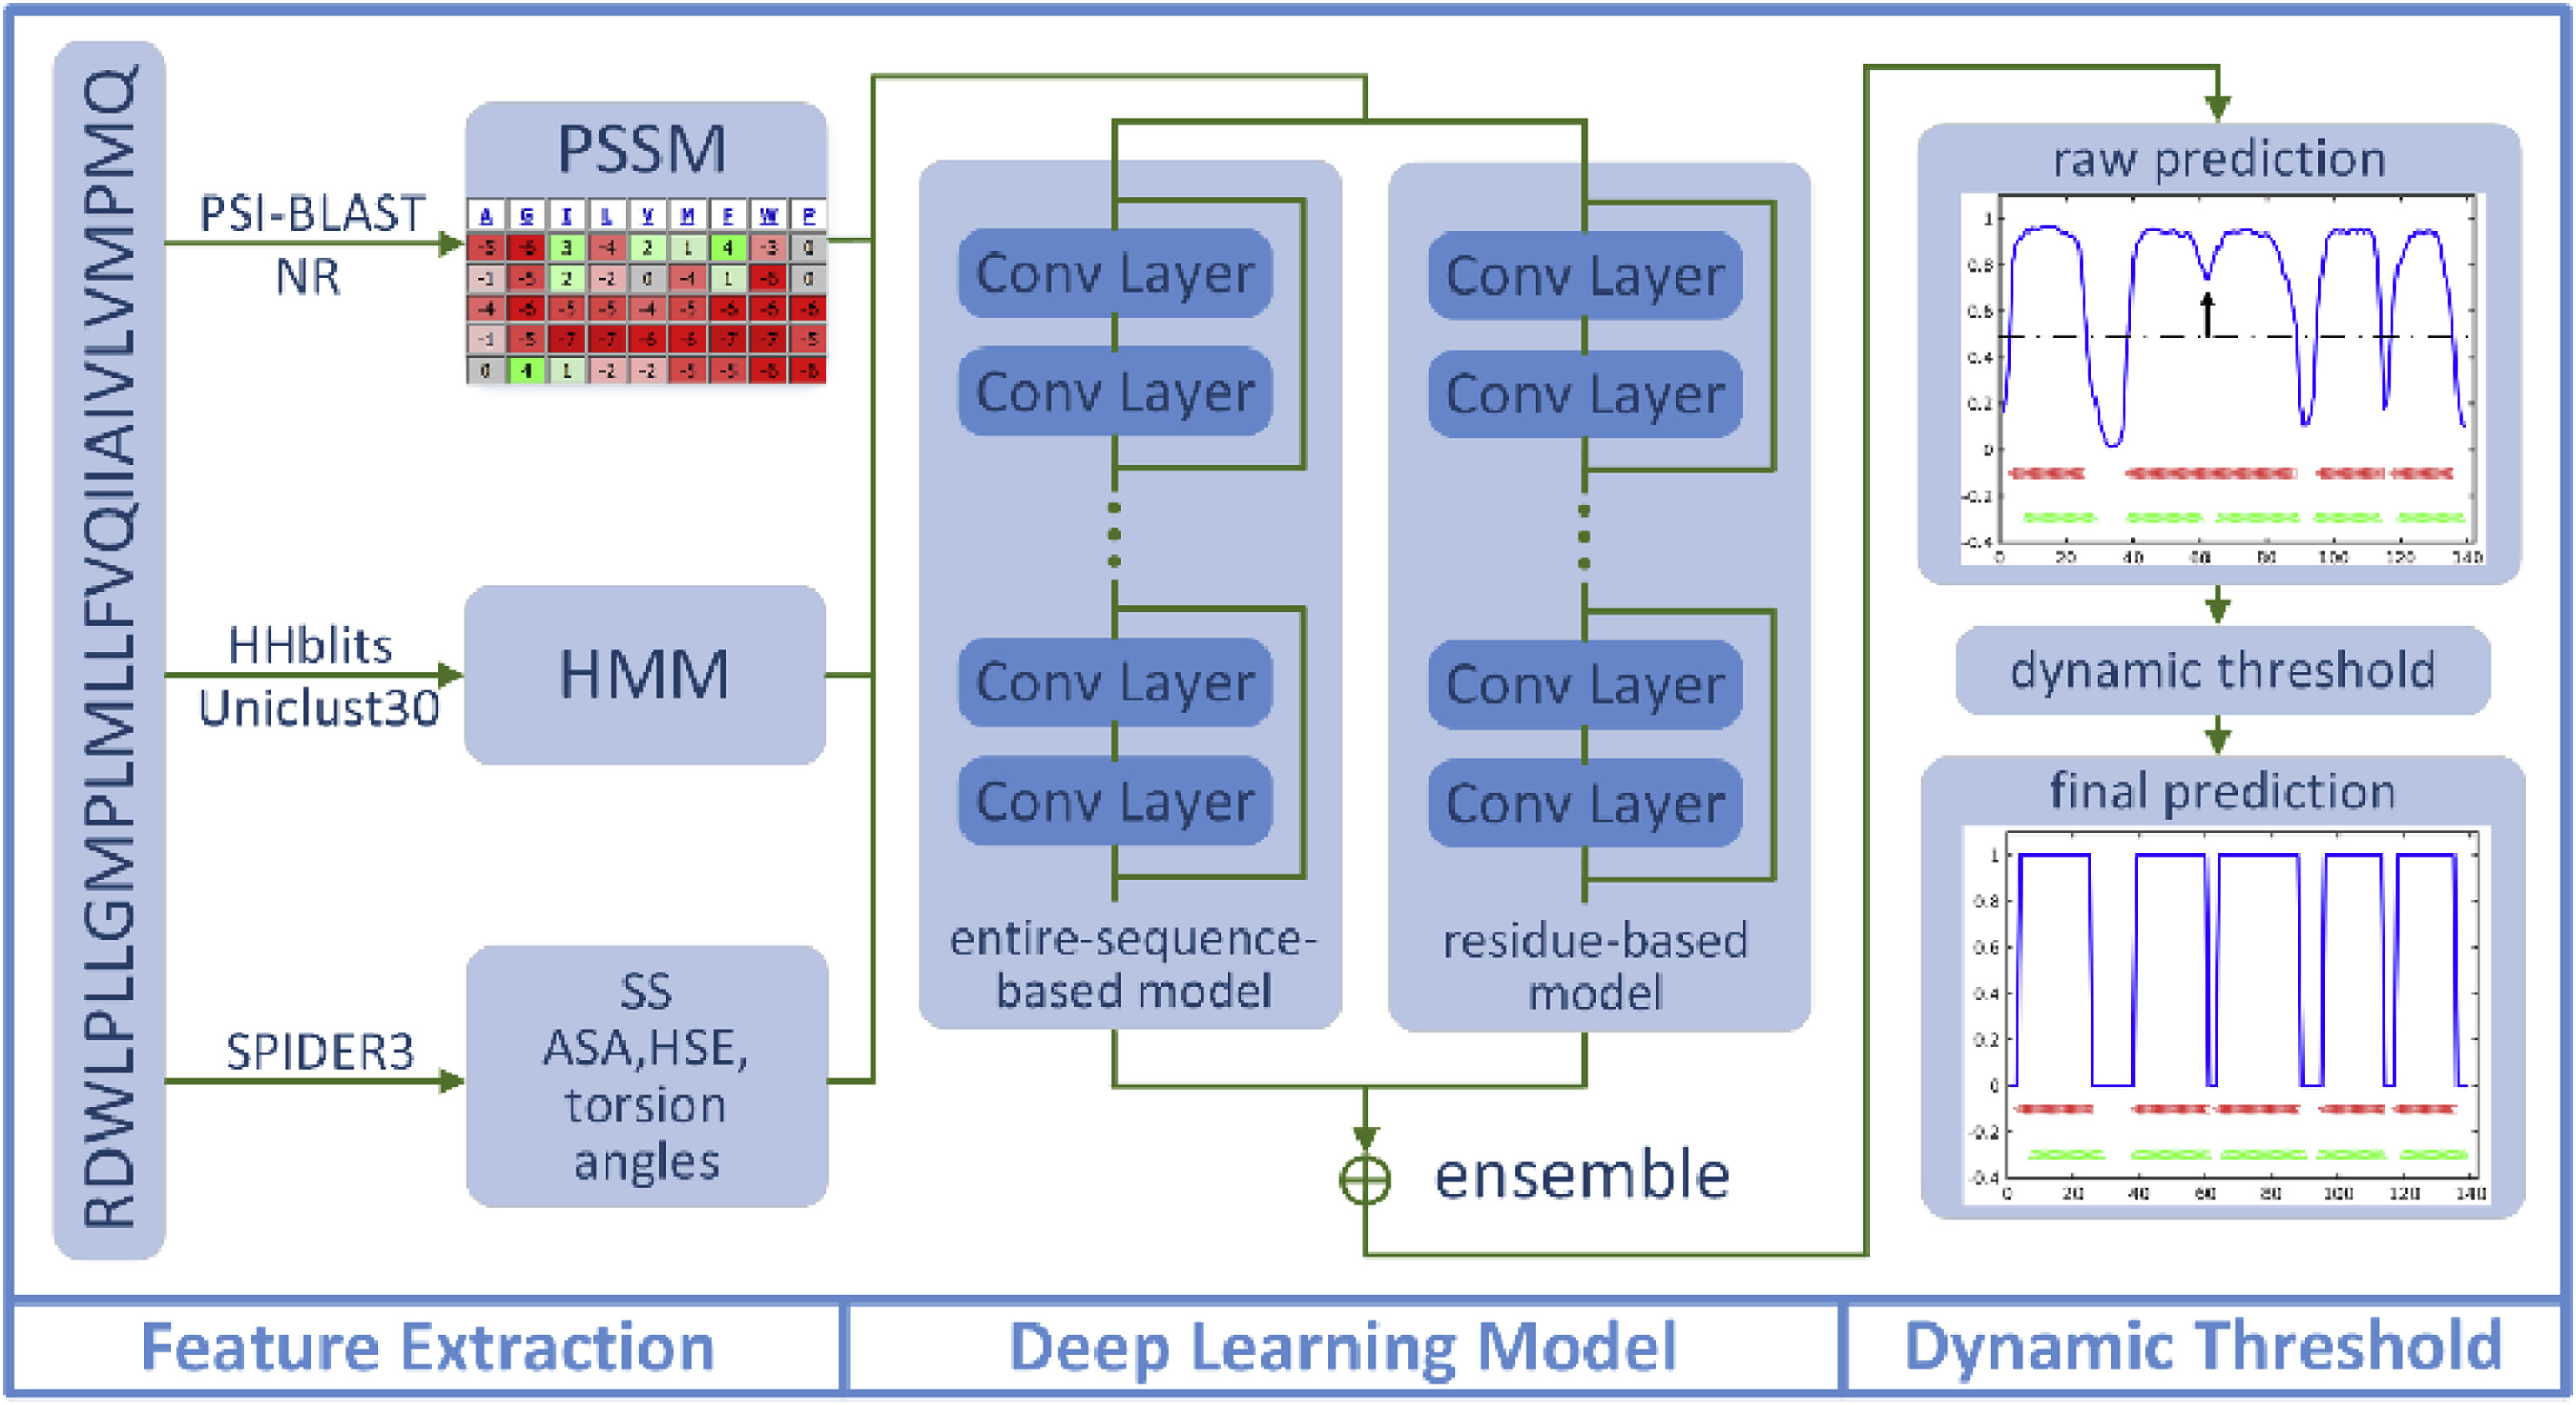 RDWLPLLGMPLMLLFVQIIAIVLVMPMQ
PSI-BLAST
NR
HHblits
Uniclust30
SPIDER3
PSSM
A G I L V M F W P
-5 -6 3 -4 2 1 4 -3 0
-1 -5 2 -2 0 -4 1 -6 0
-4 -6 -5 -5 -4 -5 -6 -6 -6
-1 -5 -7 -7 -6 -6 -7 -7 -5
0 4 1 -2 -2 -5 -5 -6 -6
HMM
SS
ASA,HSE,
torsion
angles
Conv Layer
Conv Layer
Conv Layer
Conv Layer
entire-sequence-
based model
Conv Layer
Conv Layer
Conv Layer
Conv Layer
residue-based
model
ensemble
raw prediction
1
0.8
0.6
0.4
0.2
0
-0.2
-0.4
0 20 40 60 80 100 120 140
dynamic threshold
final prediction
1
0.8
0.6
0.4
0.2
0
-0.2
-0.4
0 20 40 60 80 100 120 140
Feature Extraction
Deep Learning Model
Dynamic Threshold